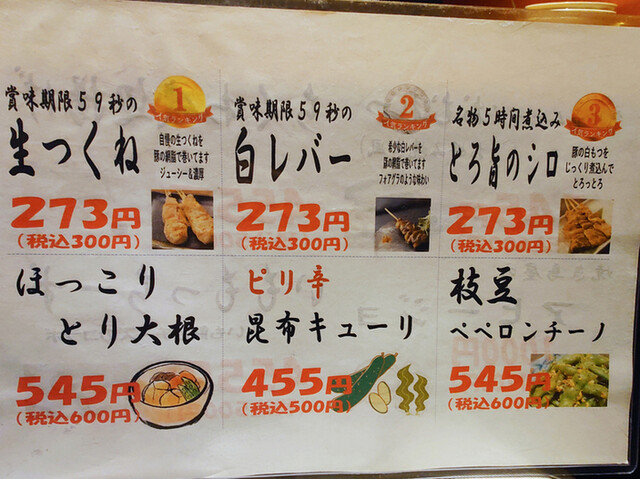 賞味期限59秒の
生つくね
1
イ都ランキング
自慢の生つくねを
豚の網脂で巻いてます
ジューシー&濃厚
273円
(税込300円)
賞味期限59秒の
白レバー
2
希少な白レバーを
豚の網脂で巻いてます
フォアグラのような味わい
273円
(税込300円)
名物5時間煮込み
とろ旨のシロ
3
豚の白もつを
じっくり煮込んで
とろっとろ
273円
(税込300円)
ほっこり
とり大根
545円
(税込600円)
ピリ辛
昆布キューリ
455円
(税込500円)
枝豆
ペペロンチーノ
545円
(税込600円)